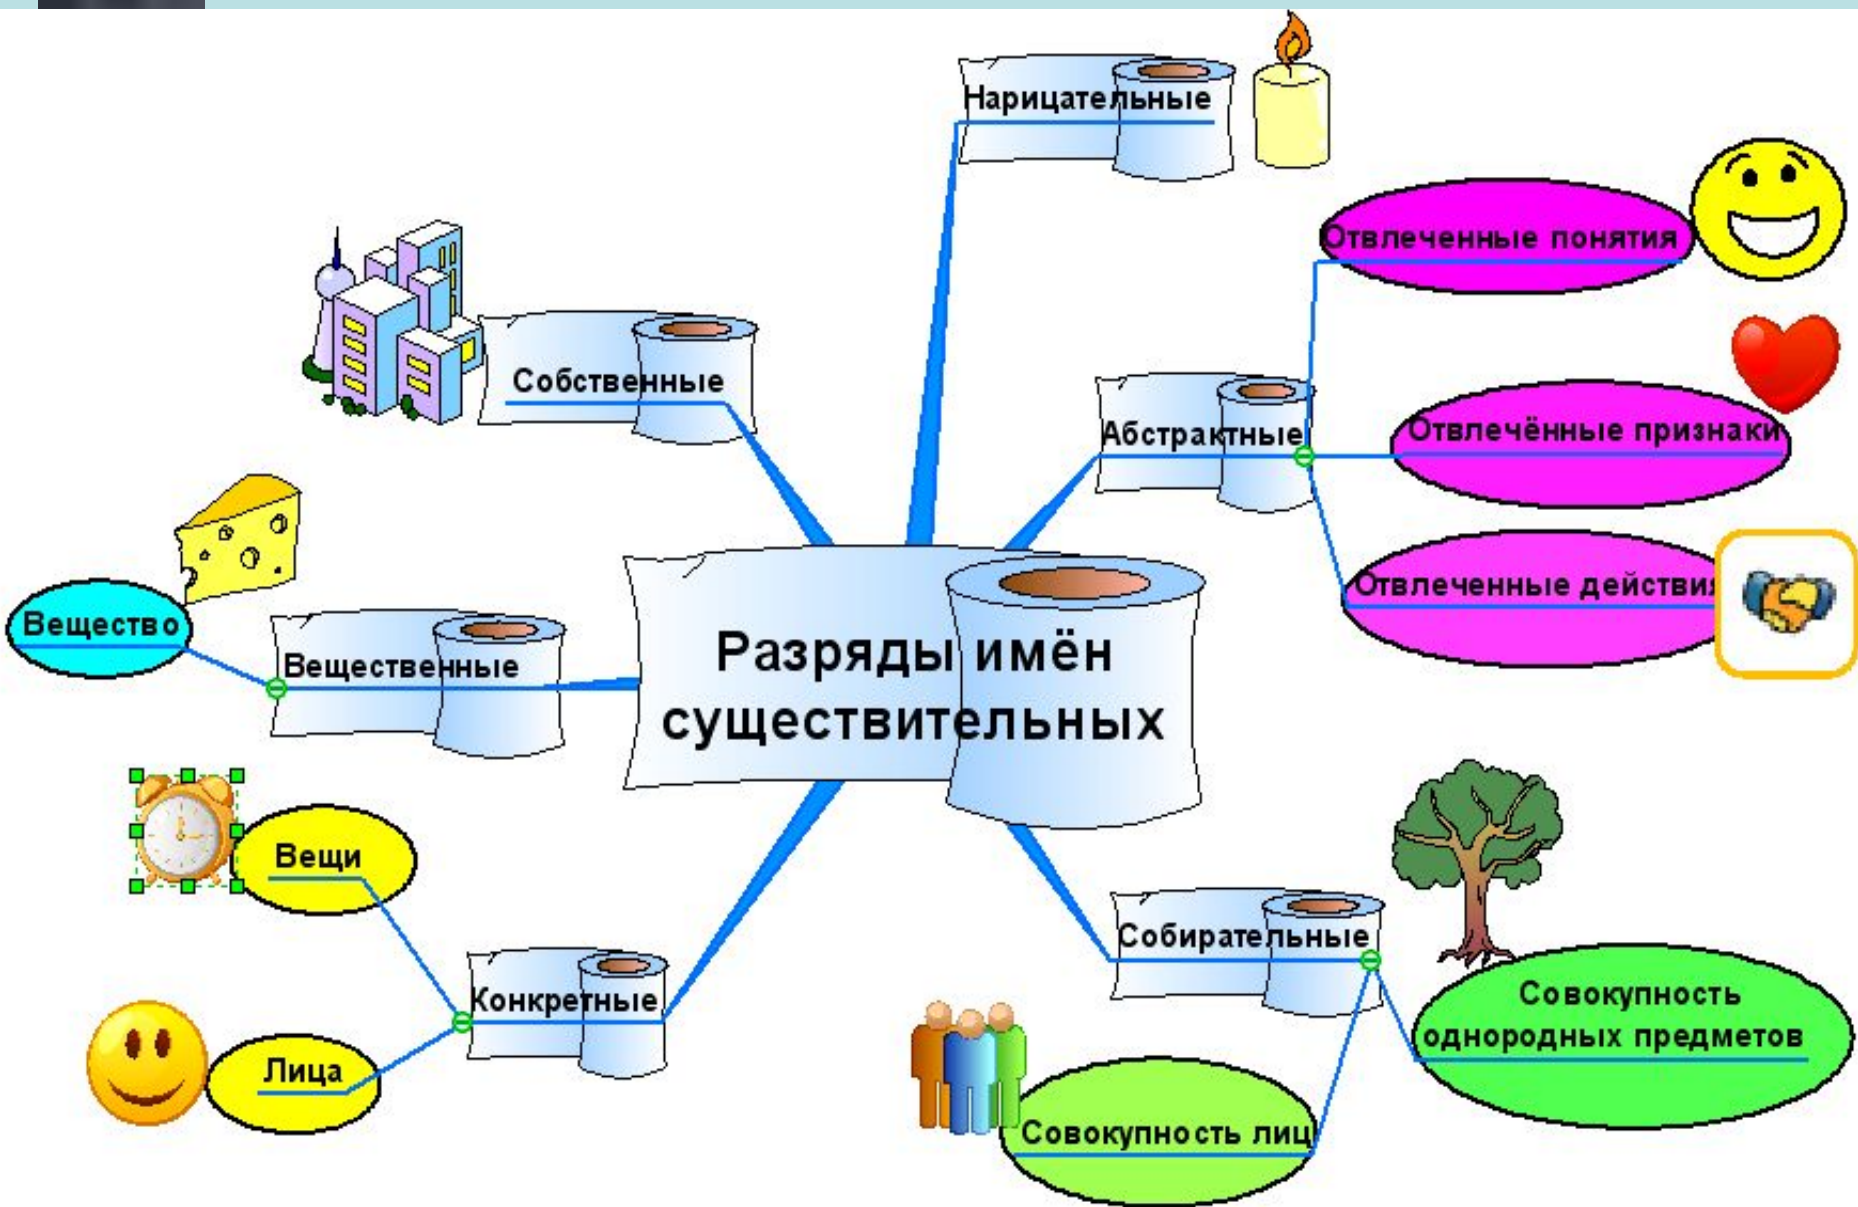 Нарицательные
Отвлеченные понятия
Собственные
Абстрактные
Отвлечённые признаки
Отвлеченные действия
Вещество
Вещественные
Разряды имён
существительных
Вещи
Собирательные
Конкретные
Совокупность
однородных предметов
Лица
Совокупность лиц